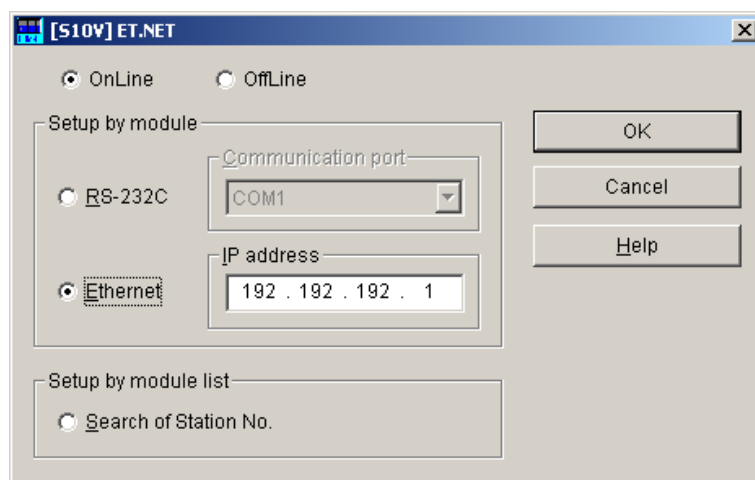 [S10V] ET.NET
OnLine OffLine
Setup by module
Communication port
RS-232C COM1
IP address
Ethernet 192 . 192 . 192 . 1
Setup by module list
Search of Station No.
OK
Cancel
Help